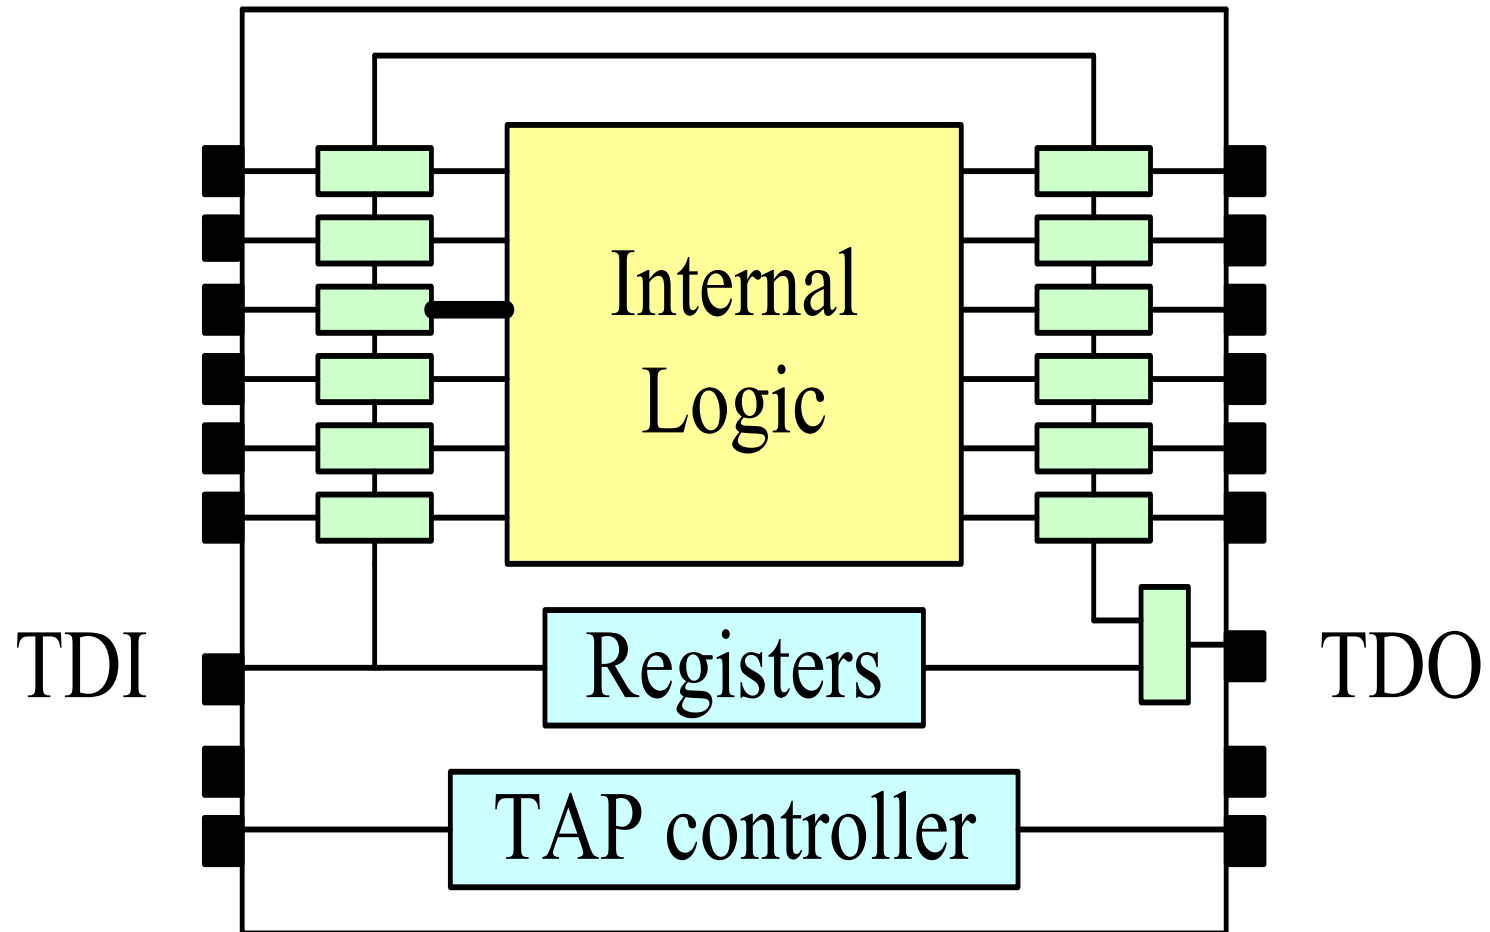 Internal
Logic
TDI
Registers
TDO
TAP controller